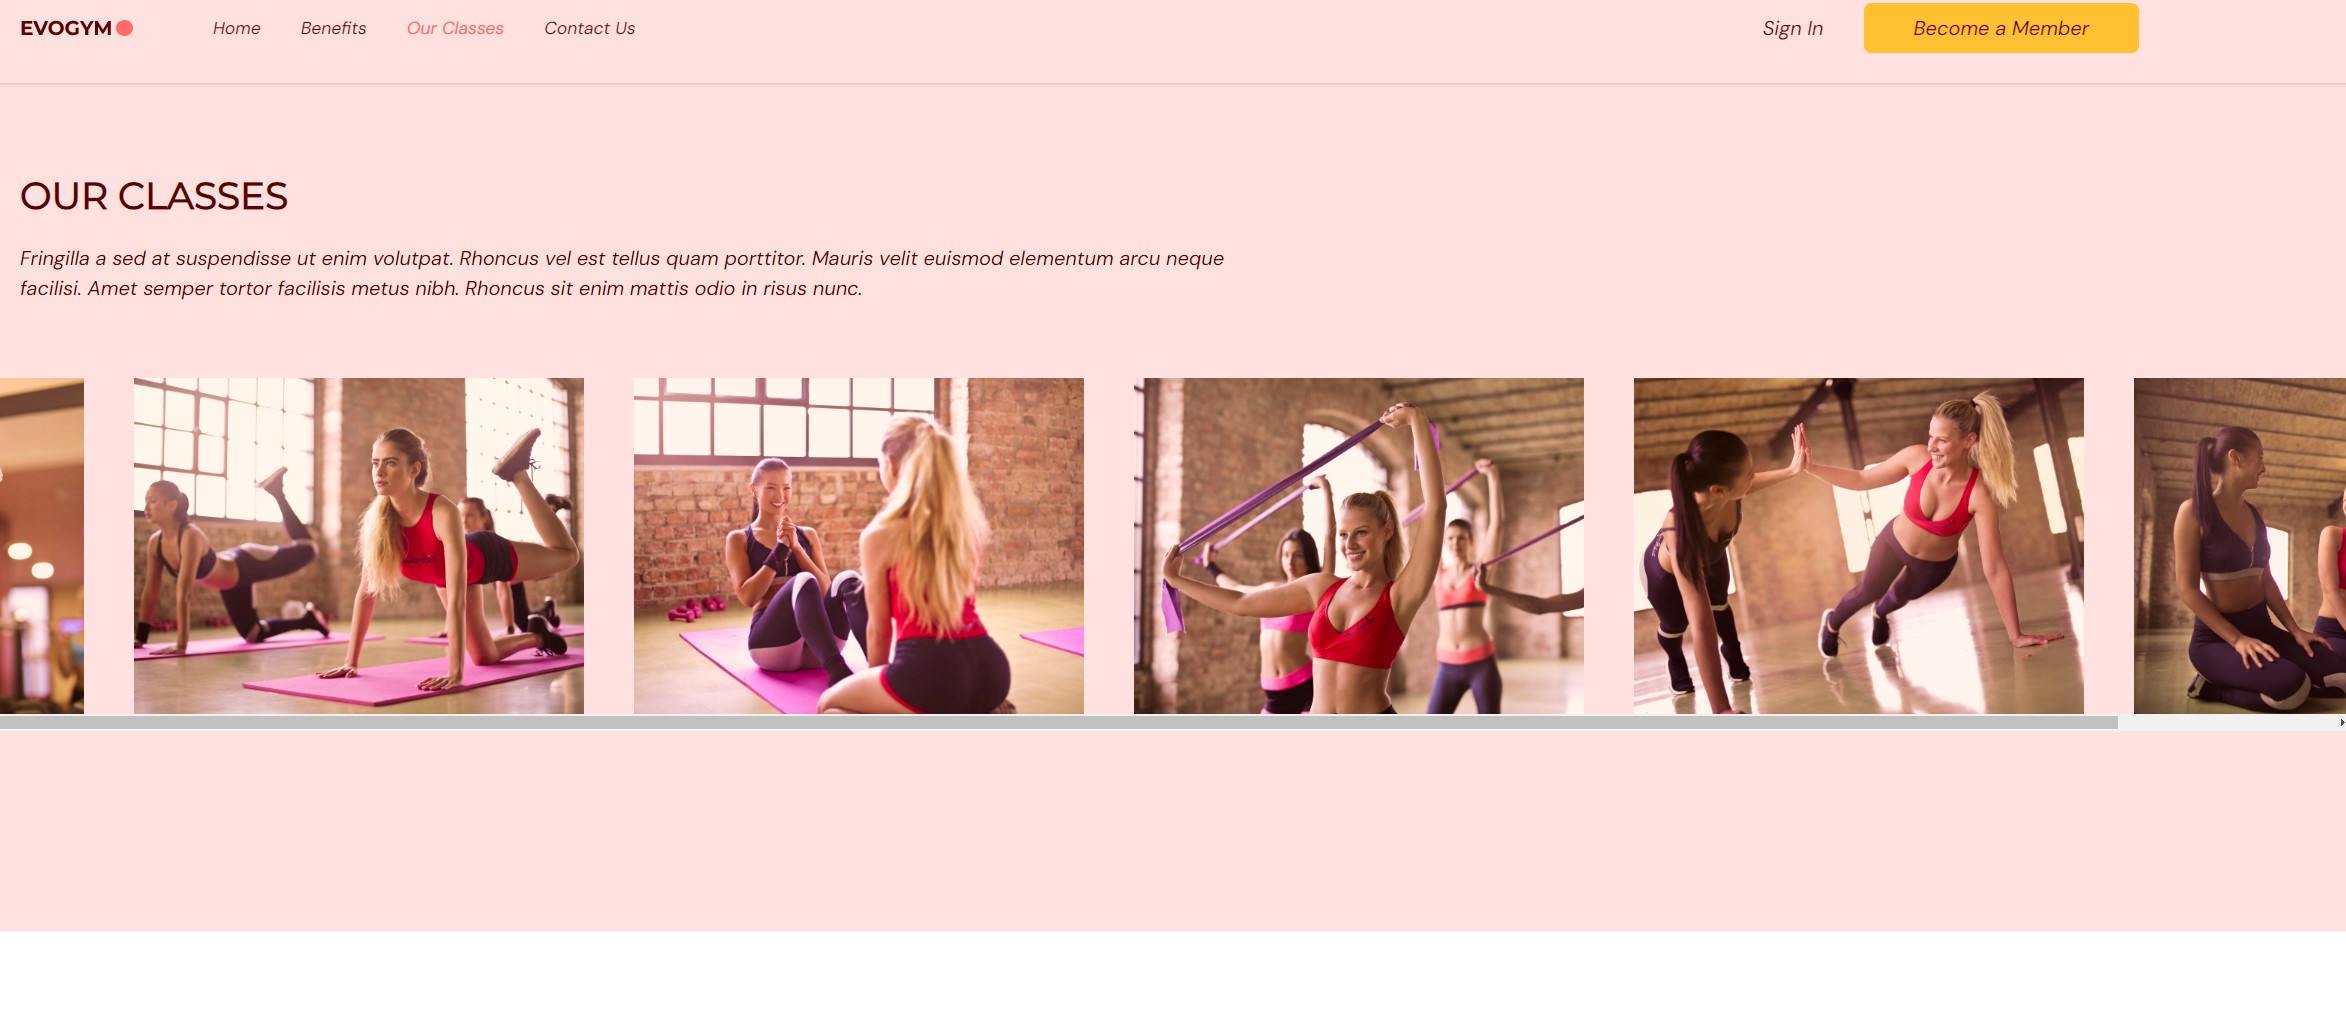 EVOGYM
Home Benefits Our Classes Contact Us
Sign In Become a Member
OUR CLASSES
Fringilla a sed at suspendisse ut enim volutpat. Rhoncus vel est tellus quam porttitor. Mauris velit euismod elementum arcu neque
facilisi. Amet semper tortor facilisis metus nibh. Rhoncus sit enim mattis odio in risus nunc.